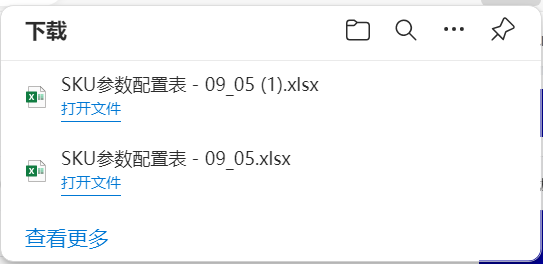 下载
SKU参数配置表 - 09_05 (1).xlsx
打开文件
SKU参数配置表 - 09_05.xlsx
打开文件
查看更多